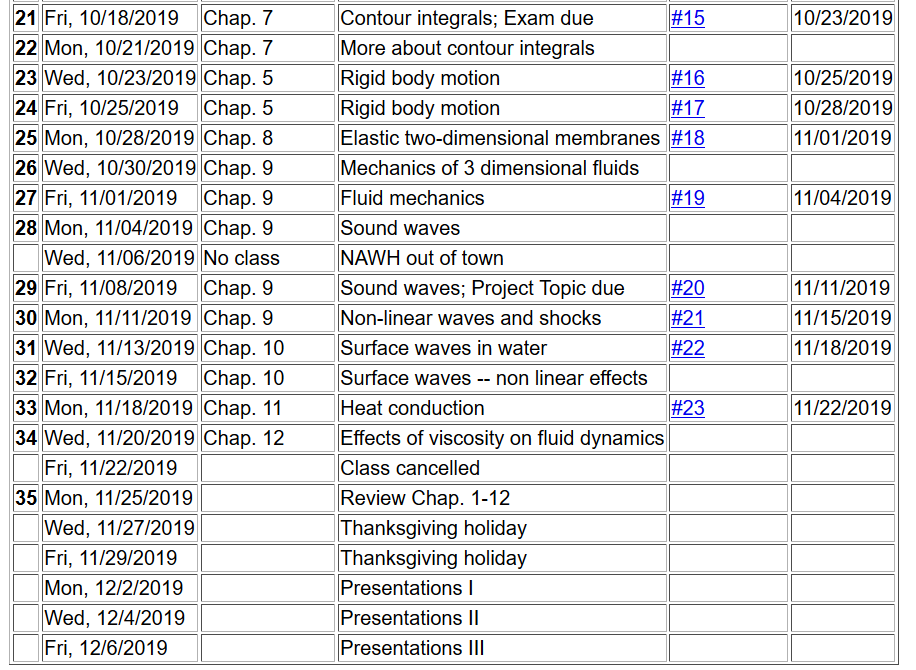 21 Fri, 10/18/2019 Chap. 7 Contour integrals; Exam due #15 10/23/2019
22 Mon, 10/21/2019 Chap. 7 More about contour integrals
23 Wed, 10/23/2019 Chap. 5 Rigid body motion #16 10/25/2019
24 Fri, 10/25/2019 Chap. 5 Rigid body motion #17 10/28/2019
25 Mon, 10/28/2019 Chap. 8 Elastic two-dimensional membranes #18 11/01/2019
26 Wed, 10/30/2019 Chap. 9 Mechanics of 3 dimensional fluids
27 Fri, 11/01/2019 Chap. 9 Fluid mechanics #19 11/04/2019
28 Mon, 11/04/2019 Chap. 9 Sound waves
Wed, 11/06/2019 No class NAWH out of town
29 Fri, 11/08/2019 Chap. 9 Sound waves; Project Topic due #20 11/11/2019
30 Mon, 11/11/2019 Chap. 9 Non-linear waves and shocks #21 11/15/2019
31 Wed, 11/13/2019 Chap. 10 Surface waves in water #22 11/18/2019
32 Fri, 11/15/2019 Chap. 10 Surface waves -- non linear effects
33 Mon, 11/18/2019 Chap. 11 Heat conduction #23 11/22/2019
34 Wed, 11/20/2019 Chap. 12 Effects of viscosity on fluid dynamics
Fri, 11/22/2019 Class cancelled
35 Mon, 11/25/2019 Review Chap. 1-12
Wed, 11/27/2019 Thanksgiving holiday
Fri, 11/29/2019 Thanksgiving holiday
Mon, 12/2/2019 Presentations I
Wed, 12/4/2019 Presentations II
Fri, 12/6/2019 Presentations III